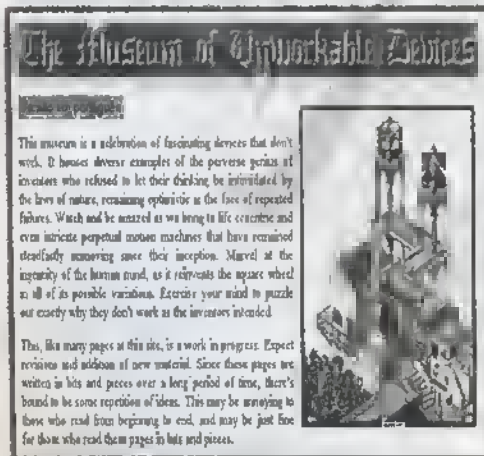 The Museum of Unworkable Devices
This museum is a celebration of fascinating devices that don't
work. It houses diverse examples of the perverse genius of
inventors who refused to let their thinking be intimidated by
the laws of nature, remaining optimistic in the face of repeated
failures. Watch and be amazed as we bring to life eccentric and
even intricate perpetual motion machines that have remained
steadfastly unmoving since their inception. Marvel at the
ingenuity of the human mind, as it reinvents the square wheel
in all of its possible variations. Exercise your mind to puzzle
out exactly why they don't work as the inventors intended.
This, like many pages at this site, is a work in progress. Expect
revisions and addition of new material. Since these pages are
written in bits and pieces over a long period of time, there's
bound to be some repetition of ideas. This may be annoying to
those who read from beginning to end, and may be just fine
for those who read them pages in bits and pieces.